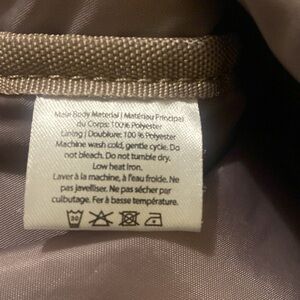 Main Body Material | Matériau Principal
du Corps: 100% Polyester
Lining | Doublure: 100 % Polyester
Machine wash cold, gentle cycle. Do
not bleach. Do not tumble dry.
Low heat iron.
Laver à la machine, à l'eau froide. Ne
pas javelliser. Ne pas sécher par
culbutage. Fer à basse température.
30